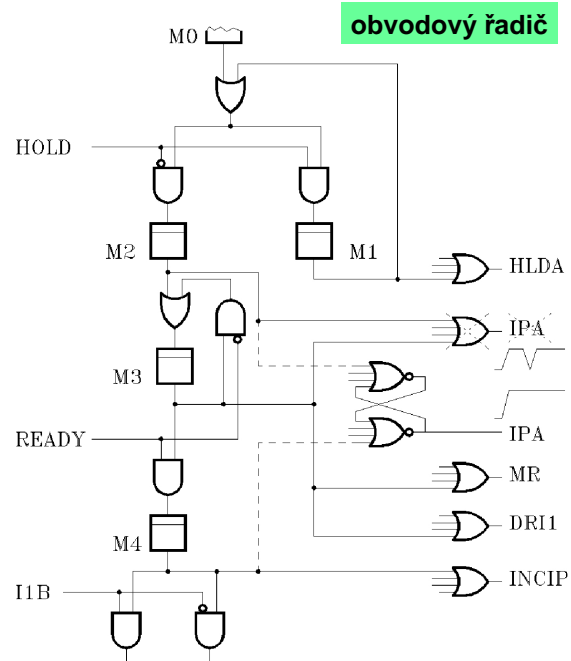 obvodový řadič
M0
HOLD
M2
M1
HLDA
IPA
M3
READY
IPA
MR
DRI1
M4
INCIP
I1B